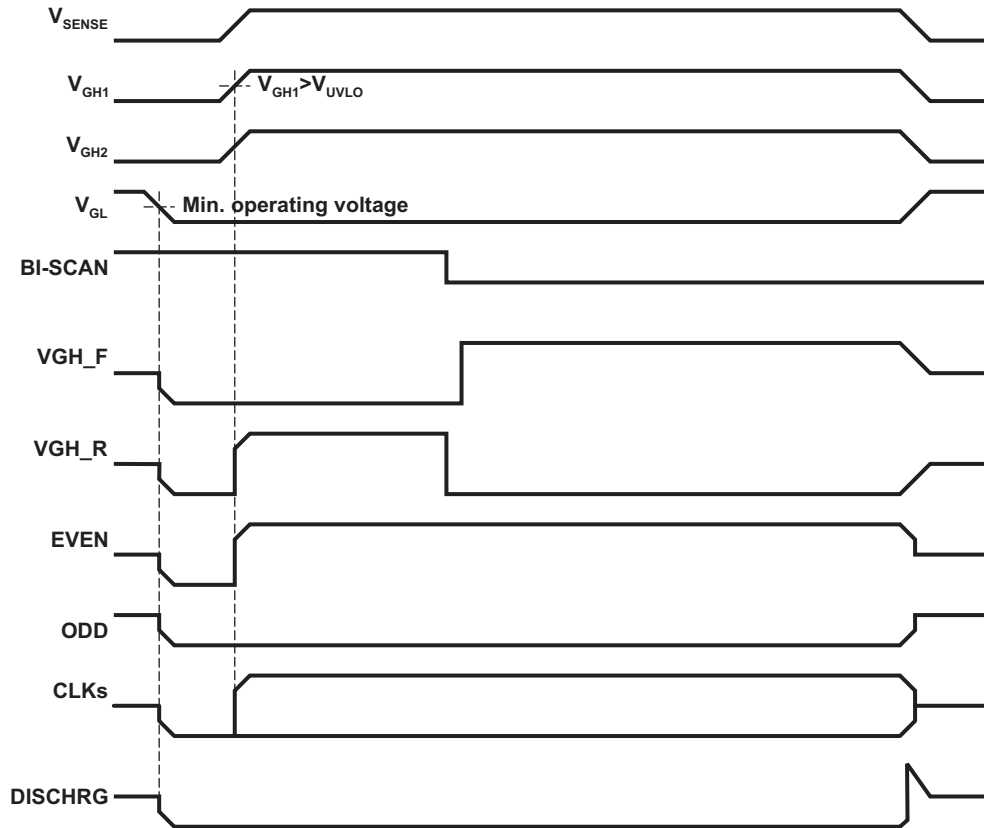 VSENSE
VGH1
VGH1>VUVLO
VGH2
VGL
Min. operating voltage
BI-SCAN
VGH_F
VGH_R
EVEN
ODD
CLKs
DISCHRG